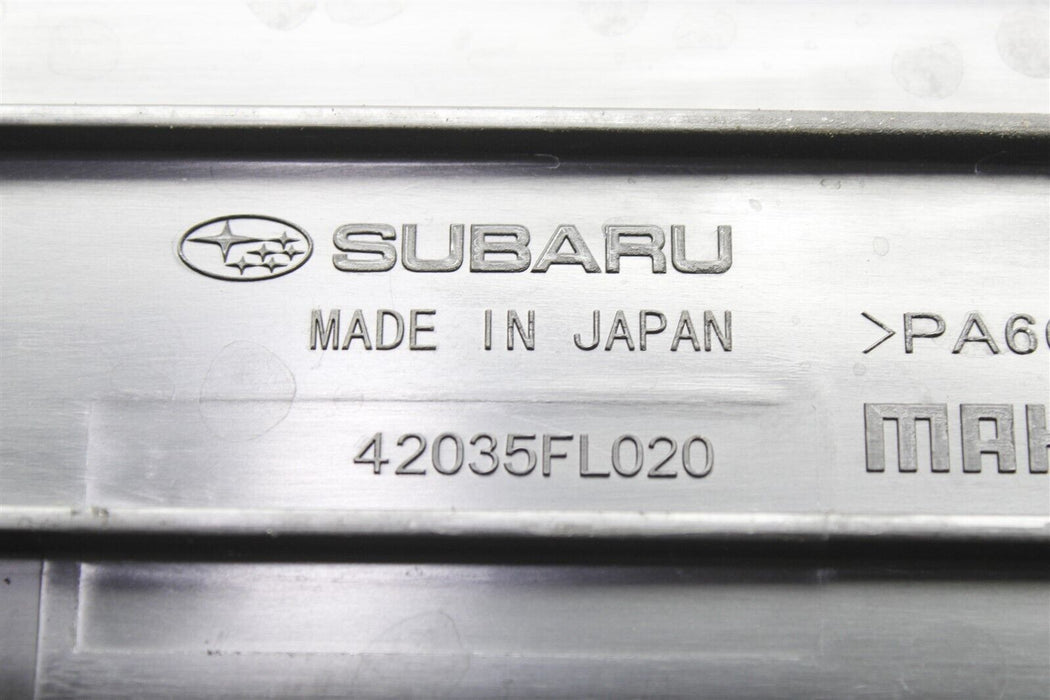 SUBARU
MADE IN JAPAN
42035FL020
>PA6
MAH